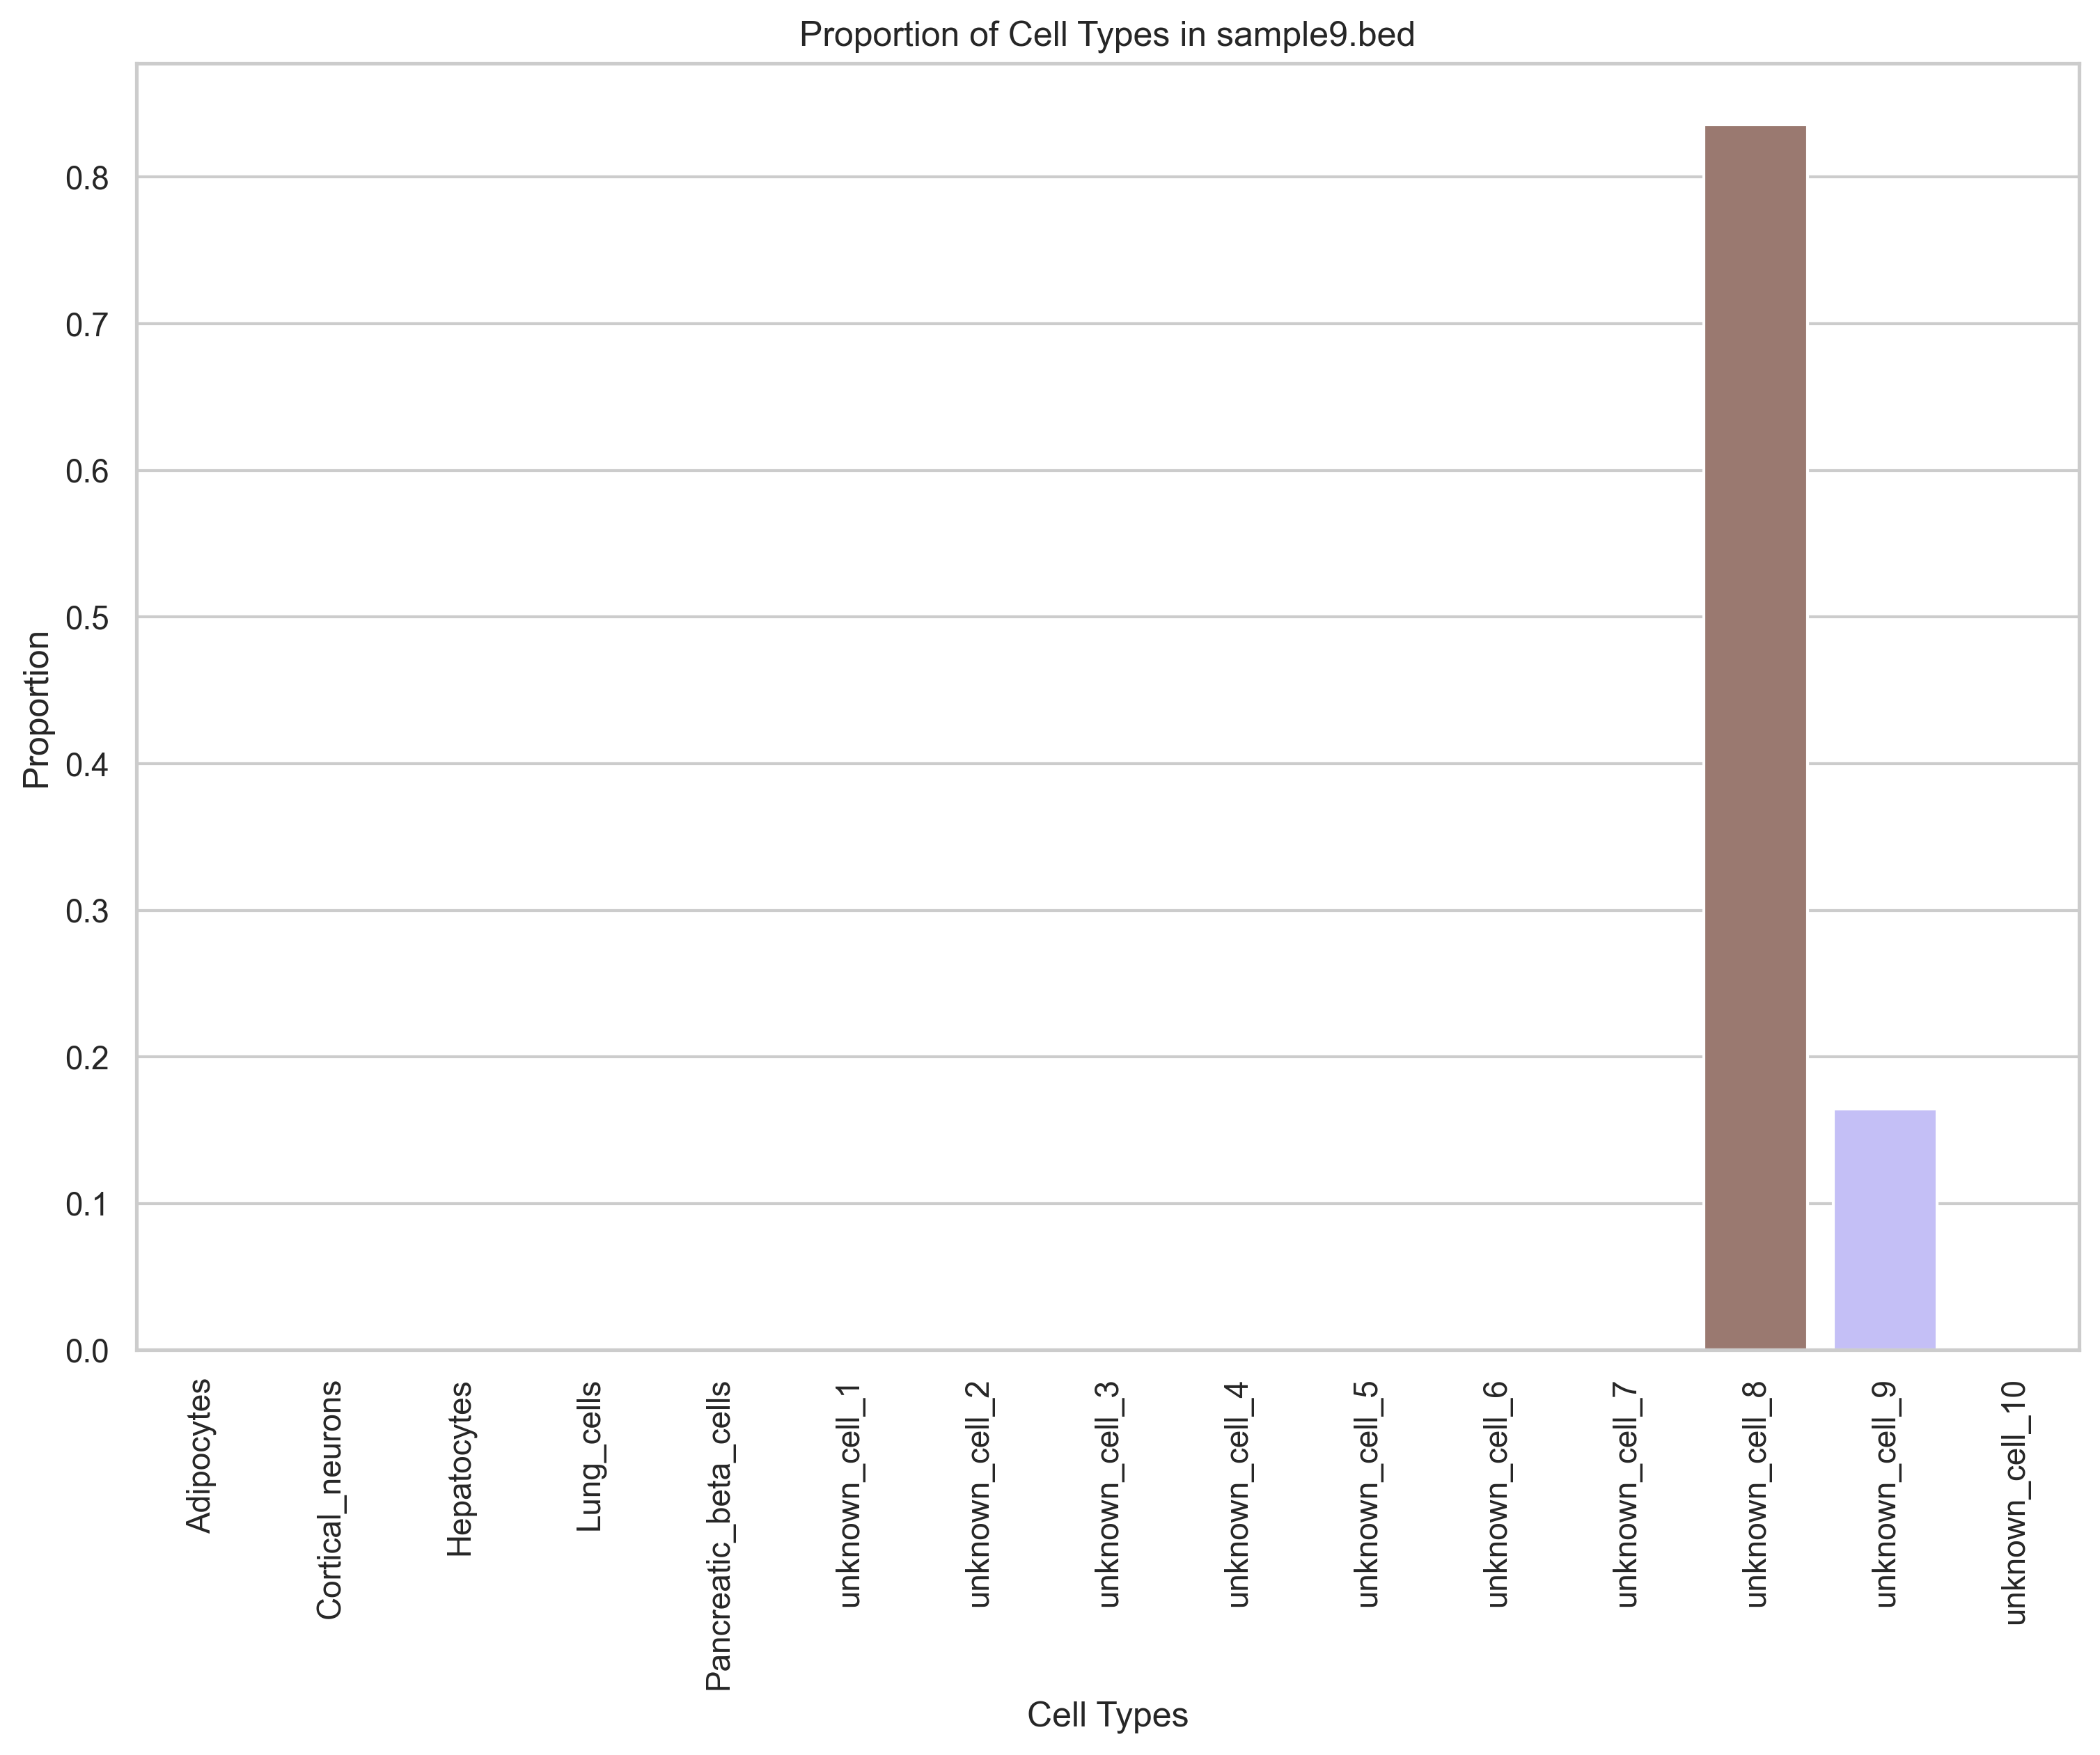 Proportion of Cell Types in sample9.bed
Proportion
0.8
0.7
0.6
0.5
0.4
0.3
0.2
0.1
0.0
Adipocytes
Cortical_neurons
Hepatocytes
Lung_cells
Pancreatic_beta_cells
unknown_cell_1
unknown_cell_2
unknown_cell_3
unknown_cell_4
unknown_cell_5
unknown_cell_6
unknown_cell_7
unknown_cell_8
unknown_cell_9
unknown_cell_10
Cell Types